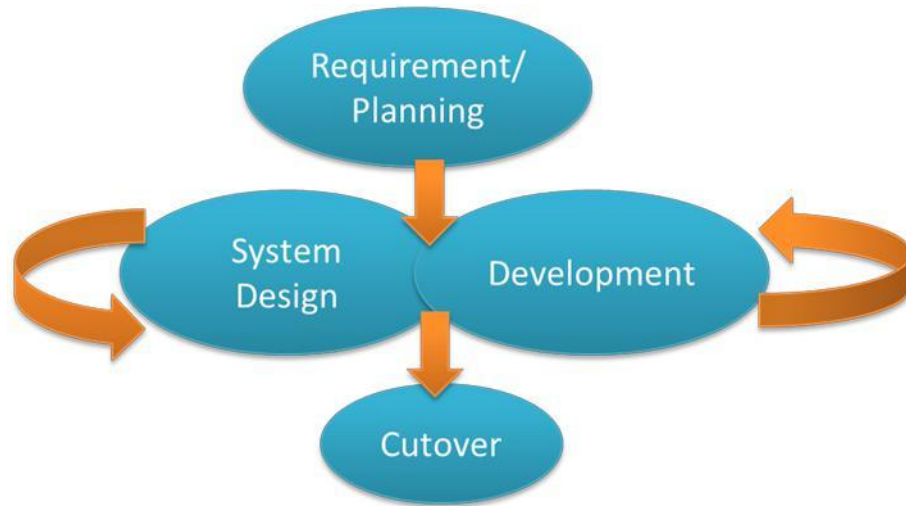 Requirement/
Planning
System
Design
Development
Cutover